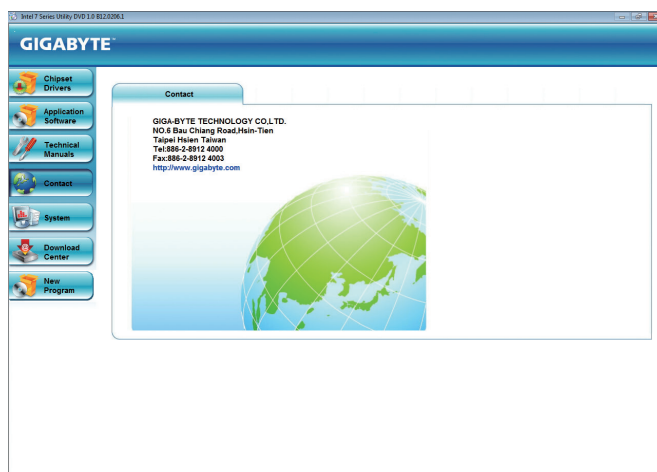 Intel 7 Series Utility DVD 1.0 B12.0206.1
GIGABYTE™
Chipset
Drivers
Application
Software
Technical
Manuals
Contact
System
Download
Center
New
Program
Contact
GIGA-BYTE TECHNOLOGY CO,LTD.
NO.6 Bau Chiang Road,Hsin-Tien
Taipei Hsien Taiwan
Tel:886-2-8912 4000
Fax:886-2-8912 4003
http://www.gigabyte.com